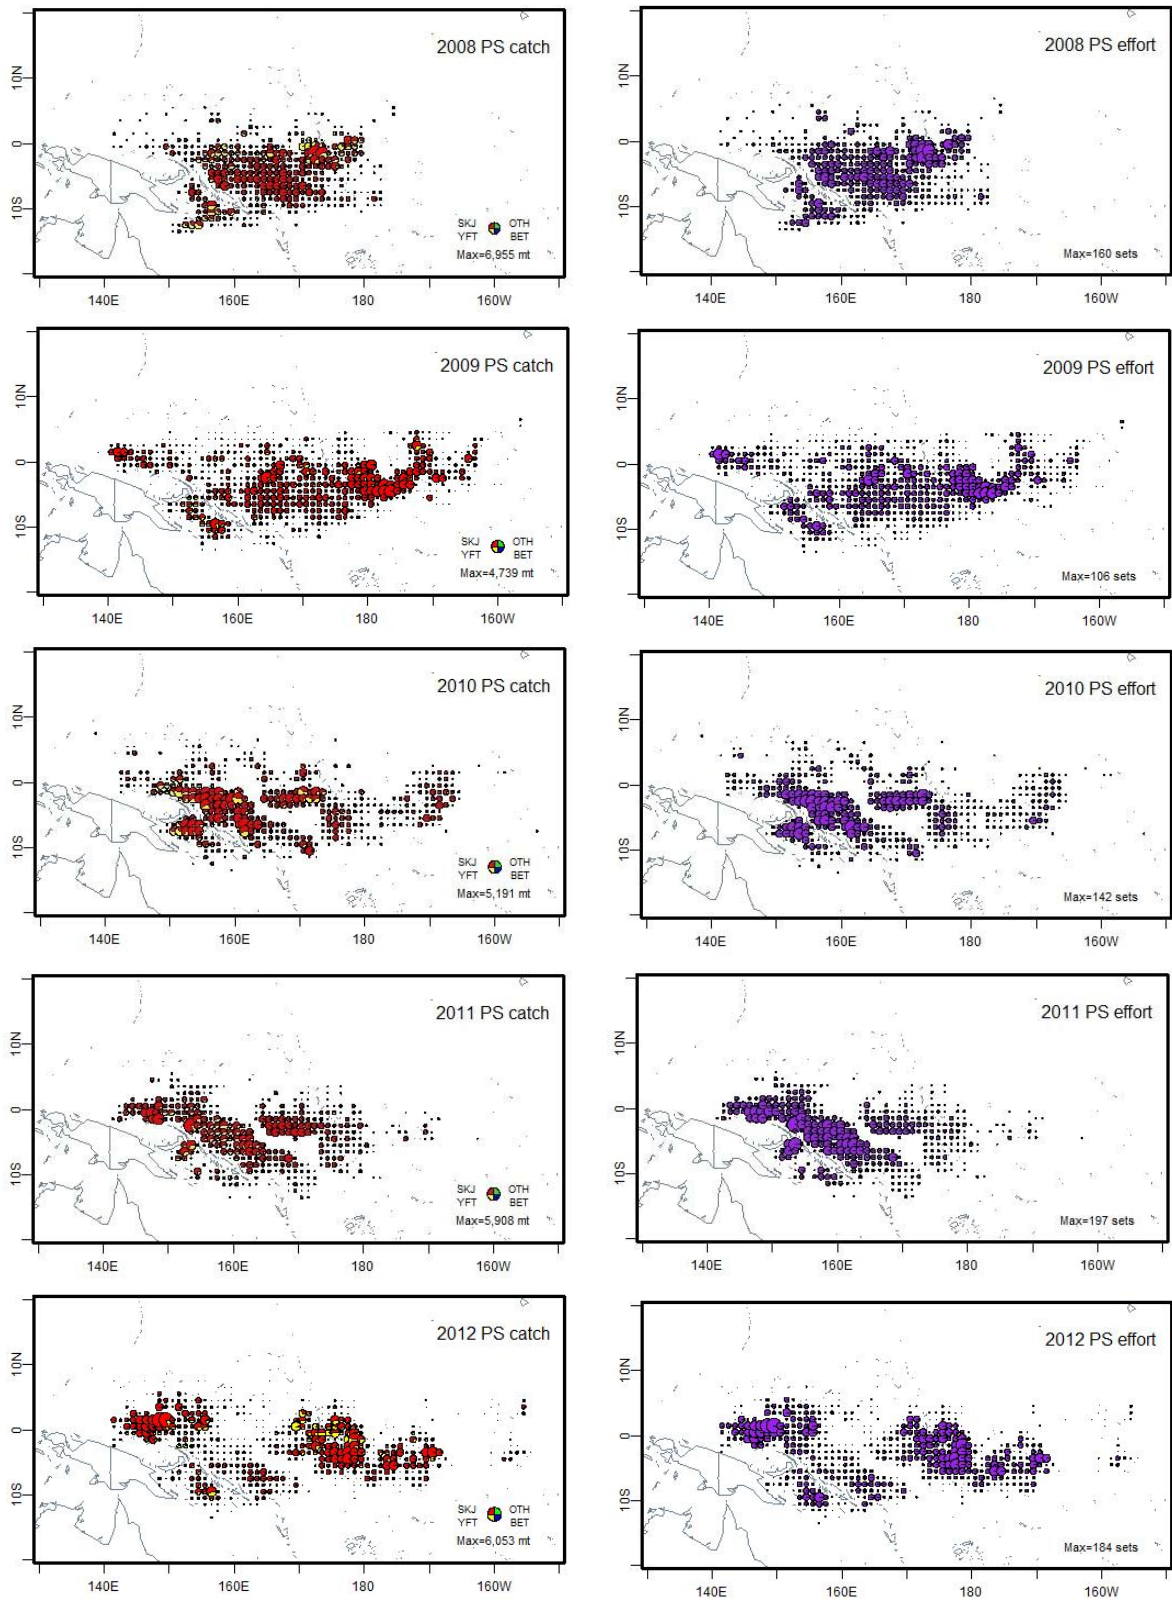 2008 PS catch
10N
0
10S
SKJ OTH
YFT BET
Max=6,955 mt
140E 160E 180 160W
2008 PS effort
10N
0
10S
Max=160 sets
140E 160E 180 160W
2009 PS catch
10N
0
10S
SKJ OTH
YFT BET
Max=4,739 mt
140E 160E 180 160W
2009 PS effort
10N
0
10S
Max=106 sets
140E 160E 180 160W
2010 PS catch
10N
0
10S
SKJ OTH
YFT BET
Max=5,191 mt
140E 160E 180 160W
2010 PS effort
10N
0
10S
Max=142 sets
140E 160E 180 160W
2011 PS catch
10N
0
10S
SKJ OTH
YFT BET
Max=5,908 mt
140E 160E 180 160W
2011 PS effort
10N
0
10S
Max=197 sets
140E 160E 180 160W
2012 PS catch
10N
0
10S
SKJ OTH
YFT BET
Max=6,053 mt
140E 160E 180 160W
2012 PS effort
10N
0
10S
Max=184 sets
140E 160E 180 160W